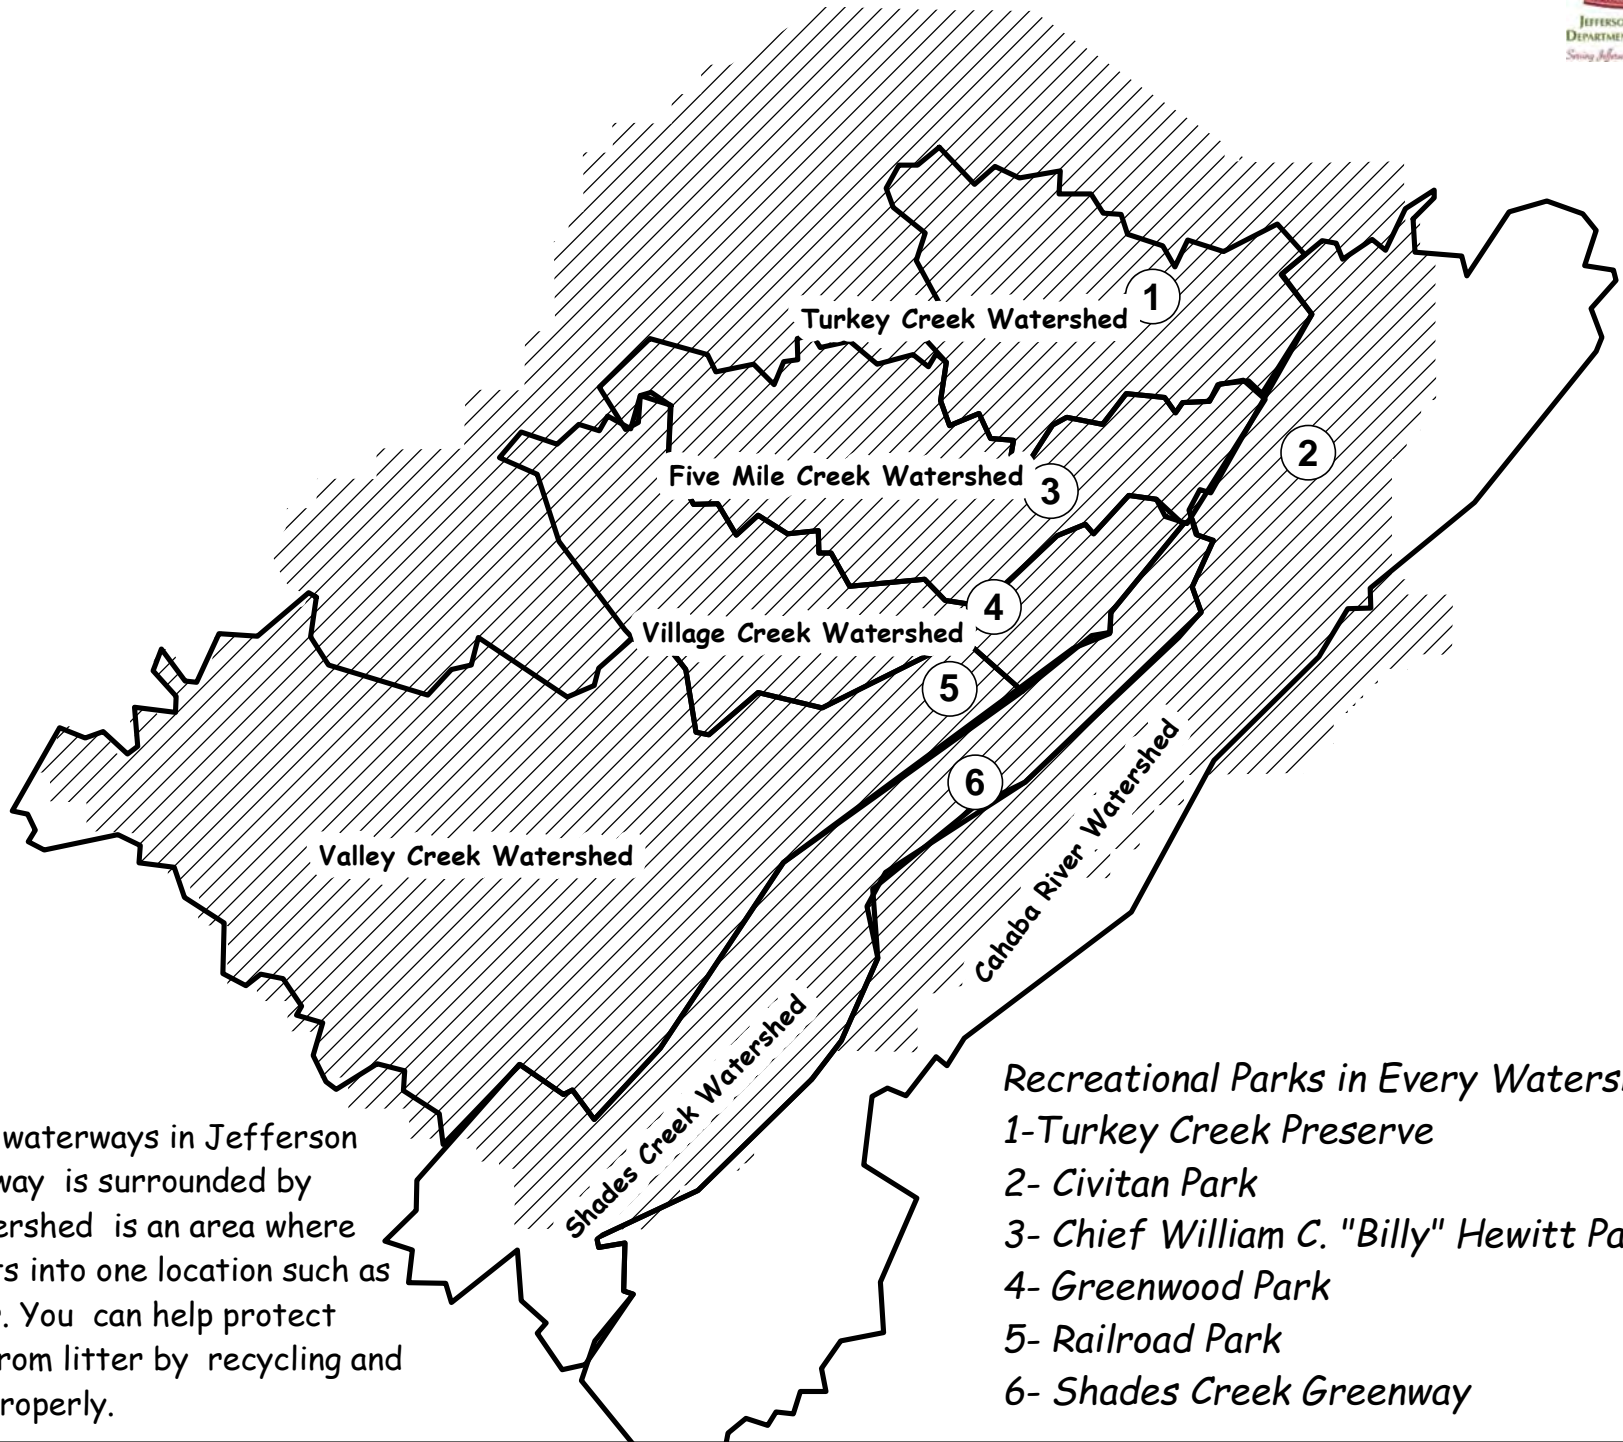 JEFFERSO
DEPARTME
Turkey Creek Watershed
1
2
Five Mile Creek Watershed
3
4
Village Creek Watershed
5
6
Cahaba River Watershed
Valley Creek Watershed
Shades Creek Watershed
waterways in Jefferson
way is surrounded by
ershed is an area where
ts into one location such as
. You can help protect
rom litter by recycling and
roperly.
Recreational Parks in Every Waters
1-Turkey Creek Preserve
2- Civitan Park
3- Chief William C. "Billy" Hewitt Pa
4- Greenwood Park
5- Railroad Park
6- Shades Creek Greenway